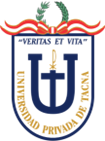 "VERITAS ET VITA"
UNIVERSIDAD PRIVADA DE TACNA